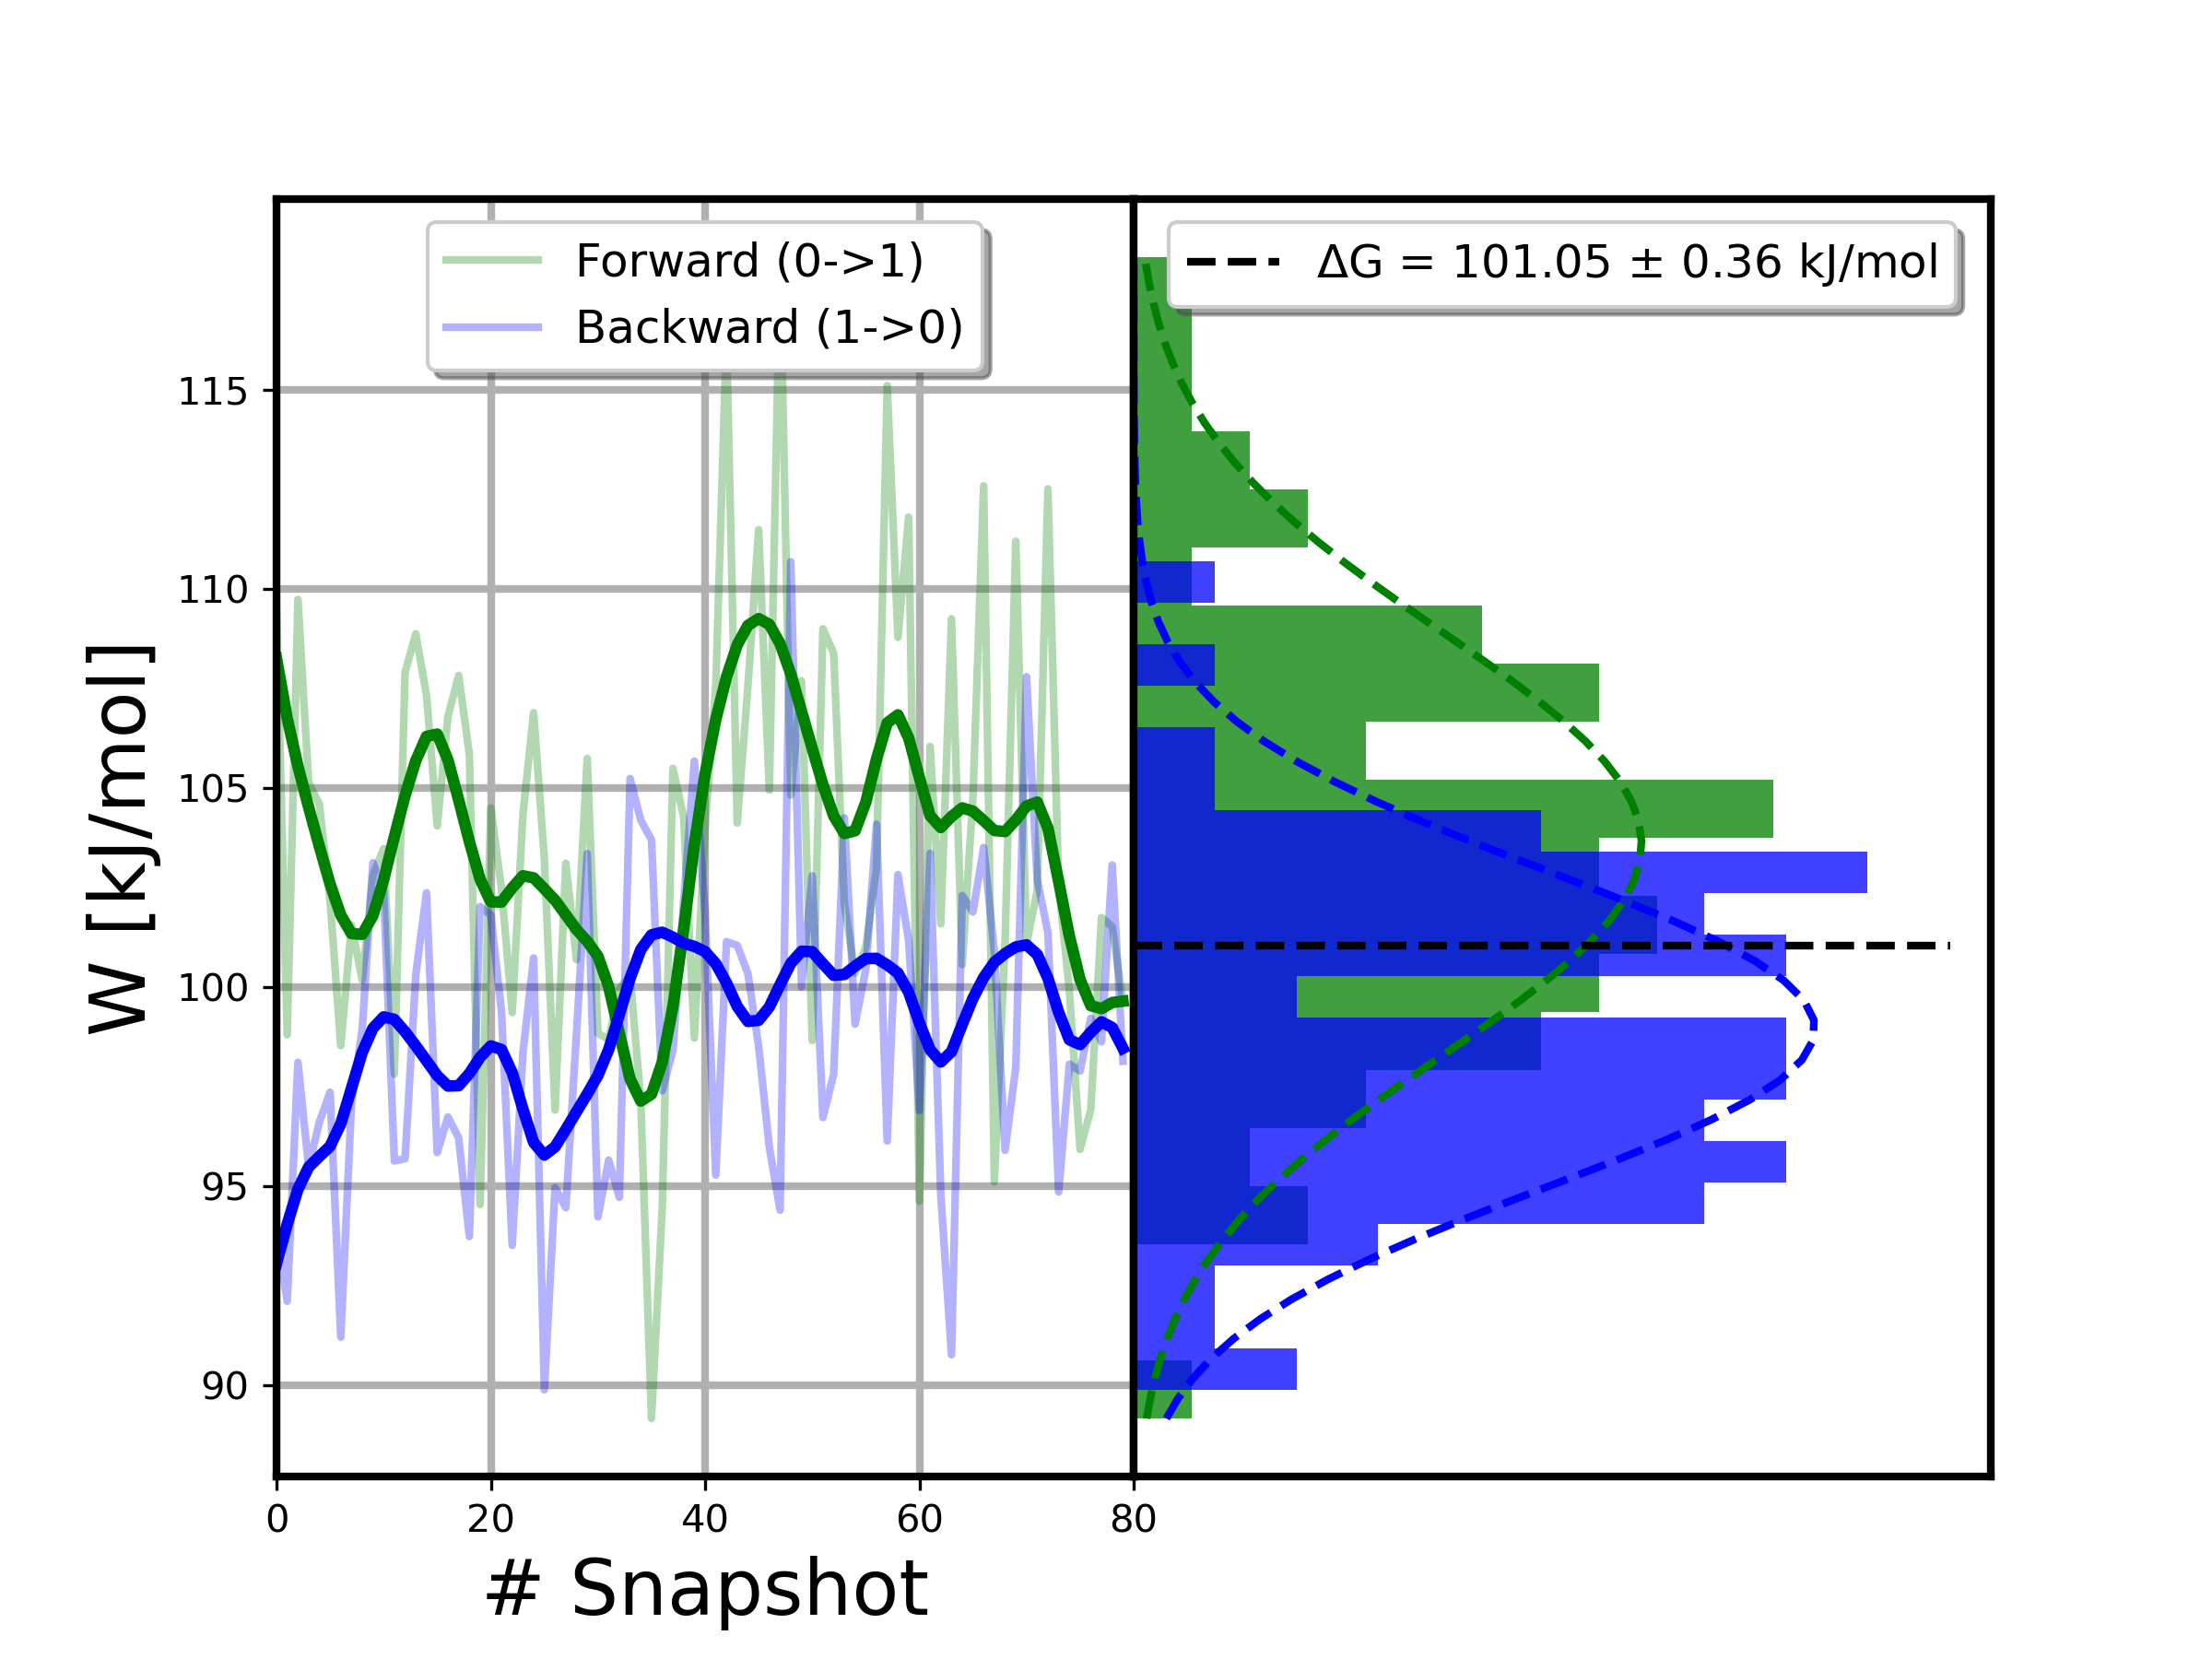 Forward (0->1)
Backward (1->0)
ΔG = 101.05 ± 0.36 kJ/mol
W [kJ/mol]
115
110
105
100
95
90
0 20 40 60 80
# Snapshot